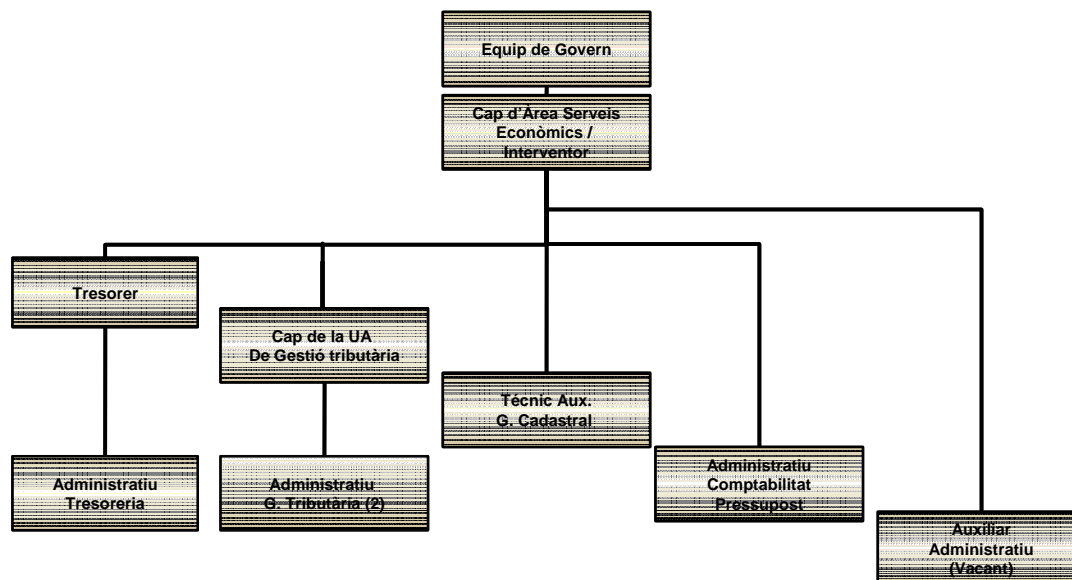 Equip de Govern
Cap d'Àrea Serveis
Econòmics /
Interventor
Tresorer
Cap de la UA
De Gestió tributària
Tècnic Aux.
G. Cadastral
Administratiu
Tresoreria
Administratiu
G. Tributària (2)
Administratiu
Comptabilitat
Pressupost
Auxiliar
Administratiu
(Vacant)